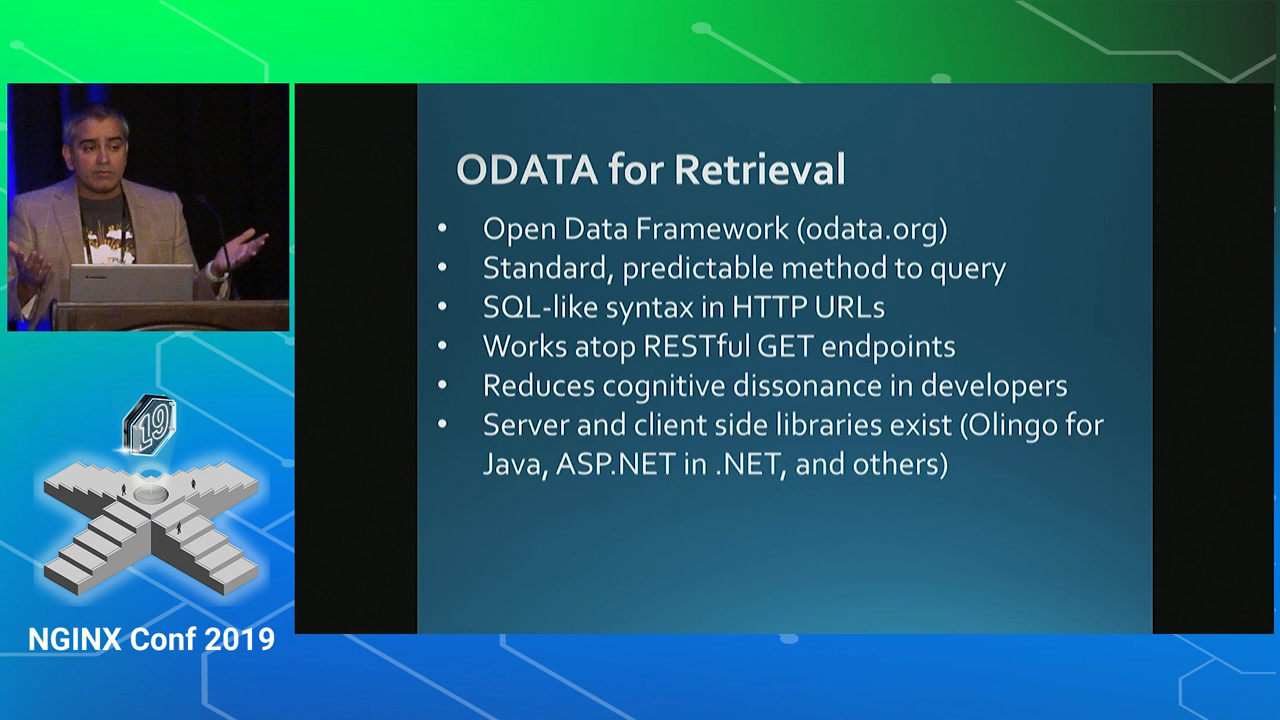 ODATA for Retrieval
• Open Data Framework (odata.org)
• Standard, predictable method to query
• SQL-like syntax in HTTP URLs
• Works atop RESTful GET endpoints
• Reduces cognitive dissonance in developers
• Server and client side libraries exist (Olingo for
Java, ASP.NET in .NET, and others)
19
NGINX Conf 2019